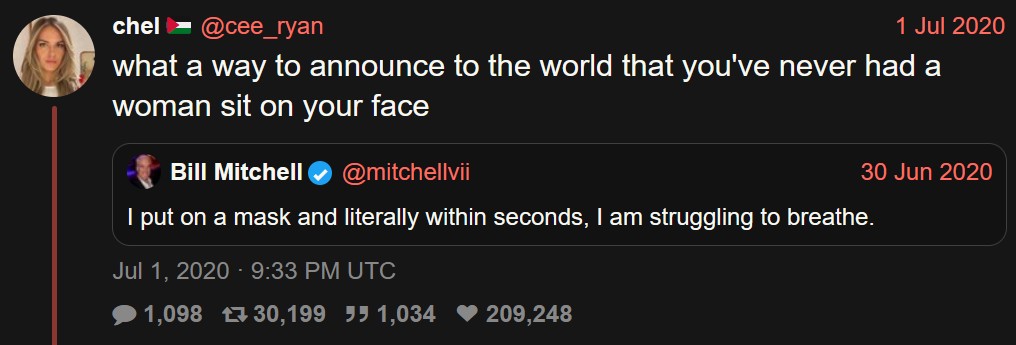 chel 🇵🇸 @cee_ryan 1 Jul 2020
what a way to announce to the world that you've never had a
woman sit on your face
Bill Mitchell @mitchellvii 30 Jun 2020
I put on a mask and literally within seconds, I am struggling to breathe.
Jul 1, 2020 · 9:33 PM UTC
1,098 30,199 1,034 209,248